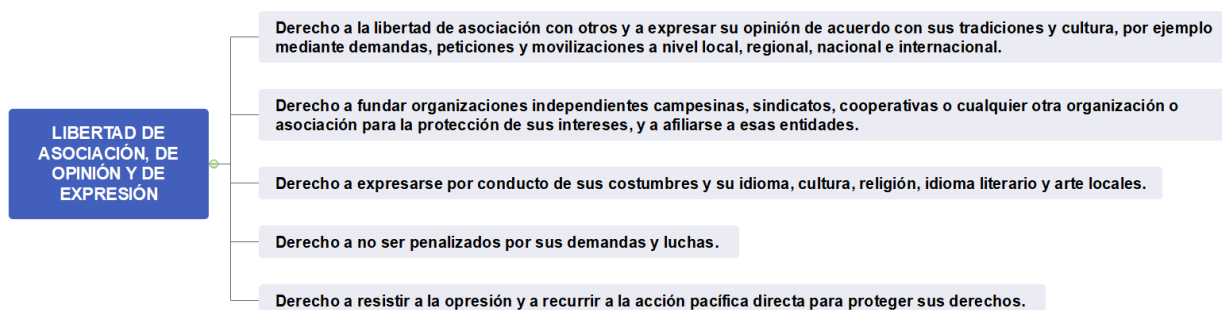 LIBERTAD DE
ASOCIACIÓN, DE
OPINIÓN Y DE
EXPRESIÓN
Derecho a la libertad de asociación con otros y a expresar su opinión de acuerdo con sus tradiciones y cultura, por ejemplo
mediante demandas, peticiones y movilizaciones a nivel local, regional, nacional e internacional.
Derecho a fundar organizaciones independientes campesinas, sindicatos, cooperativas o cualquier otra organización o
asociación para la protección de sus intereses, y a afiliarse a esas entidades.
Derecho a expresarse por conducto de sus costumbres y su idioma, cultura, religión, idioma literario y arte locales.
Derecho a no ser penalizados por sus demandas y luchas.
Derecho a resistir a la opresión y a recurrir a la acción pacífica directa para proteger sus derechos.